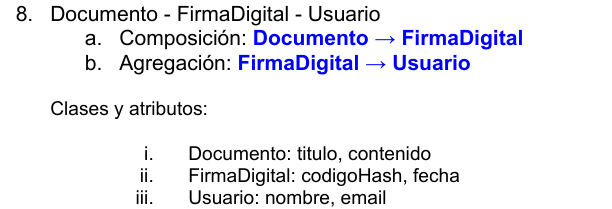 8. Documento - FirmaDigital - Usuario
a. Composición: Documento → FirmaDigital
b. Agregación: FirmaDigital → Usuario
Clases y atributos:
i. Documento: titulo, contenido
ii. FirmaDigital: codigoHash, fecha
iii. Usuario: nombre, email